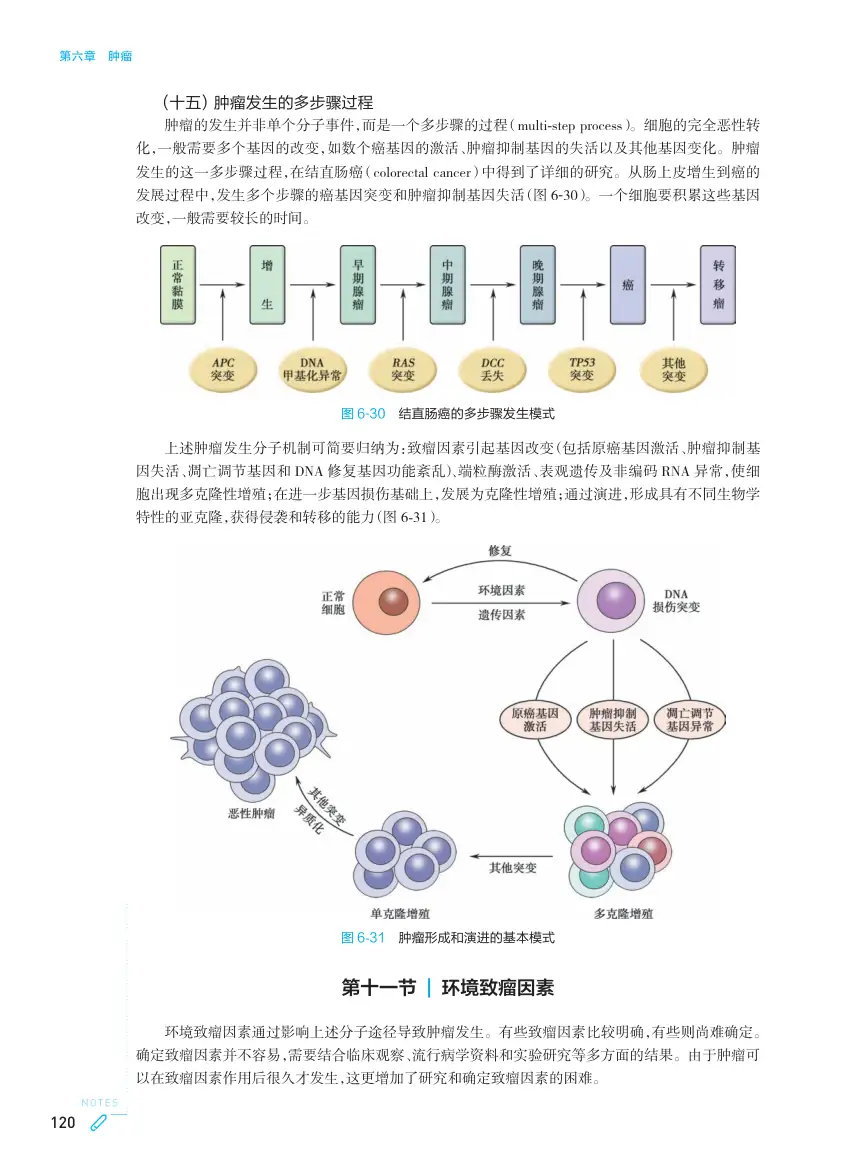 第六章 肿瘤
（十五）肿瘤发生的多步骤过程
肿瘤的发生并非单个分子事件，而是一个多步骤的过程（multi-step process）。细胞的完全恶性转
化，一般需要多个基因的改变，如数个癌基因的激活、肿瘤抑制基因的失活以及其他基因变化。肿瘤
发生的这一多步骤过程，在结直肠癌（colorectal cancer）中得到了详细的研究。从肠上皮增生到癌的
发展过程中，发生多个步骤的癌基因突变和肿瘤抑制基因失活（图 6-30）。一个细胞要积累这些基因
改变，一般需要较长的时间。
正常黏膜
增生
早期腺瘤
中期腺瘤
晚期腺瘤
癌
转移瘤
APC
突变
DNA
甲基化异常
RAS
突变
DCC
丢失
TP53
突变
其他
突变
图 6-30 结直肠癌的多步骤发生模式
上述肿瘤发生分子机制可简要归纳为：致瘤因素引起基因改变（包括原癌基因激活、肿瘤抑制基
因失活、凋亡调节基因和 DNA 修复基因功能紊乱）、端粒酶激活、表观遗传及非编码 RNA 异常，使细
胞出现多克隆性增殖；在进一步基因损伤基础上，发展为克隆性增殖；通过演进，形成具有不同生物学
特性的亚克隆，获得侵袭和转移的能力（图 6-31）。
修复
正常
细胞
环境因素
遗传因素
DNA
损伤突变
原癌基因
激活
肿瘤抑制
基因失活
凋亡调节
基因异常
恶性肿瘤
其他突变
异质化
其他突变
单克隆增殖
多克隆增殖
图 6-31 肿瘤形成和演进的基本模式
第十一节 | 环境致瘤因素
环境致瘤因素通过影响上述分子途径导致肿瘤发生。有些致瘤因素比较明确，有些则尚难确定。
确定致瘤因素并不容易，需要结合临床观察、流行病学资料和实验研究等多方面的结果。由于肿瘤可
以在致瘤因素作用后很久才发生，这更增加了研究和确定致瘤因素的困难。
NOTES
120